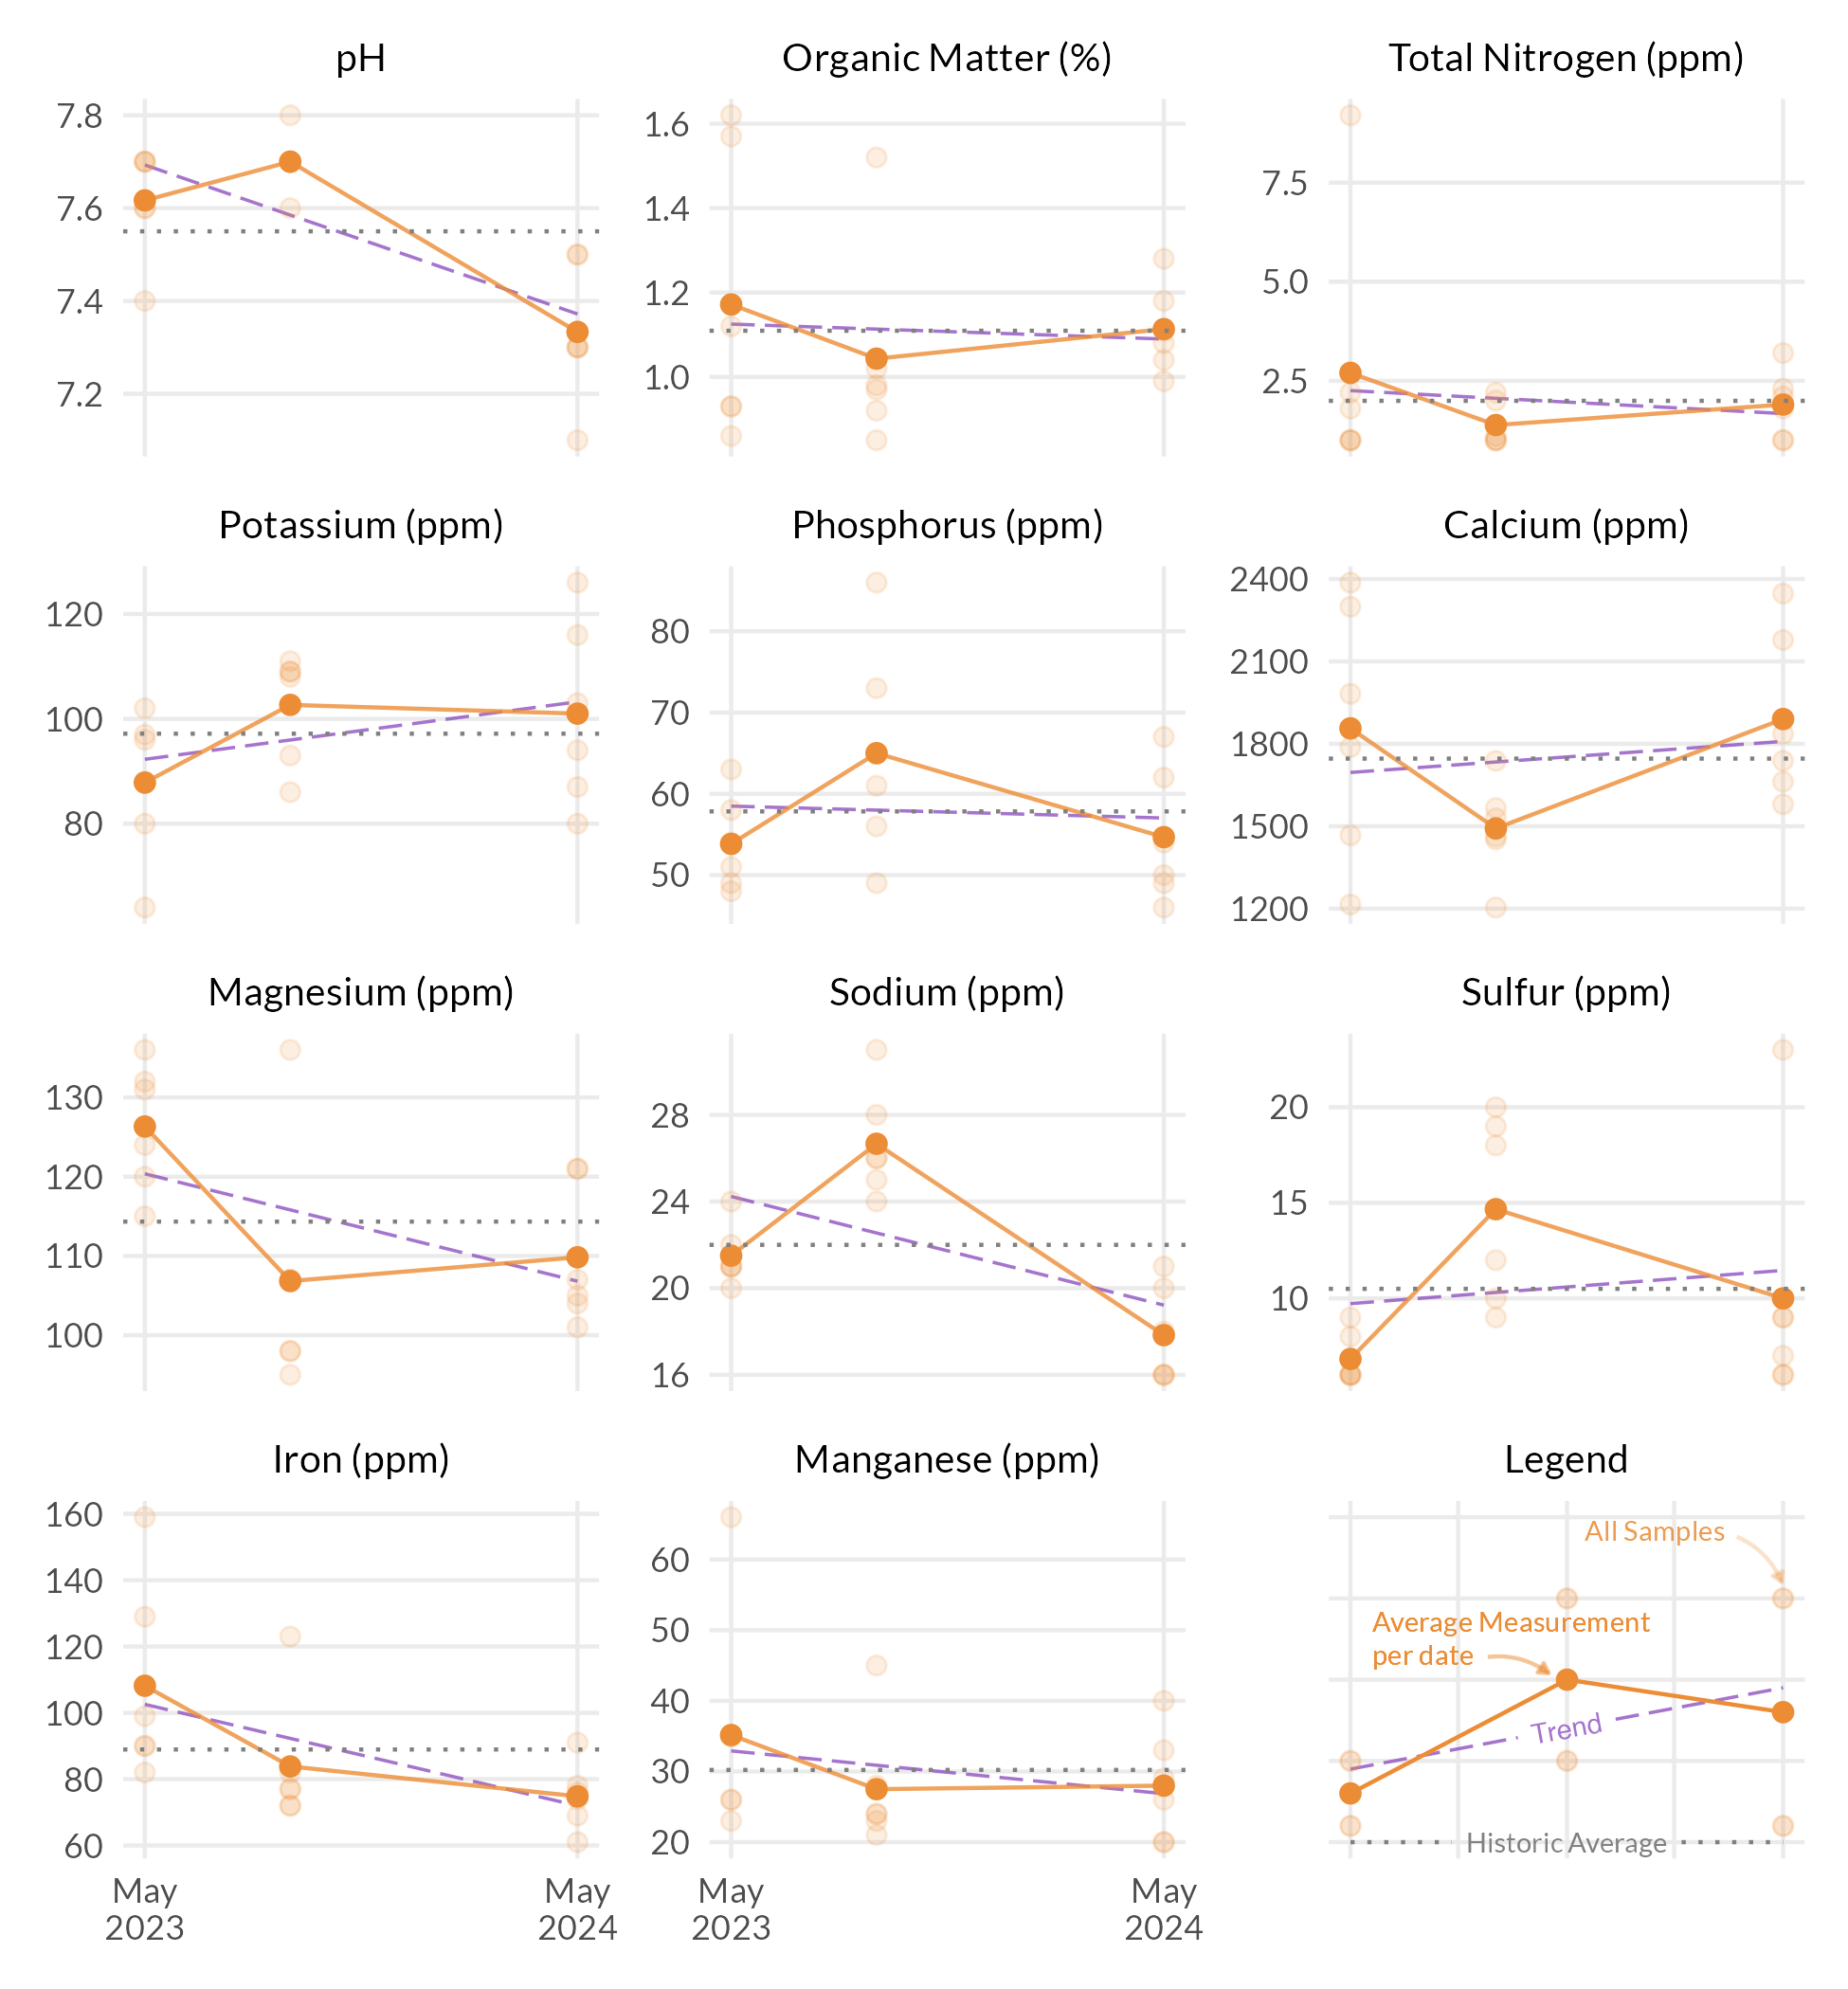 pH
7.8
7.6
7.4
7.2
Organic Matter (%)
1.6
1.4
1.2
1.0
Total Nitrogen (ppm)
7.5
5.0
2.5
Potassium (ppm)
120
100
80
Phosphorus (ppm)
80
70
60
50
Calcium (ppm)
2400
2100
1800
1500
1200
Magnesium (ppm)
130
120
110
100
Sodium (ppm)
28
24
20
16
Sulfur (ppm)
20
15
10
Iron (ppm)
160
140
120
100
80
60
May
2023
May
2024
Manganese (ppm)
60
50
40
30
20
May
2023
May
2024
Legend
All Samples
Average Measurement
per date
Trend
Historic Average